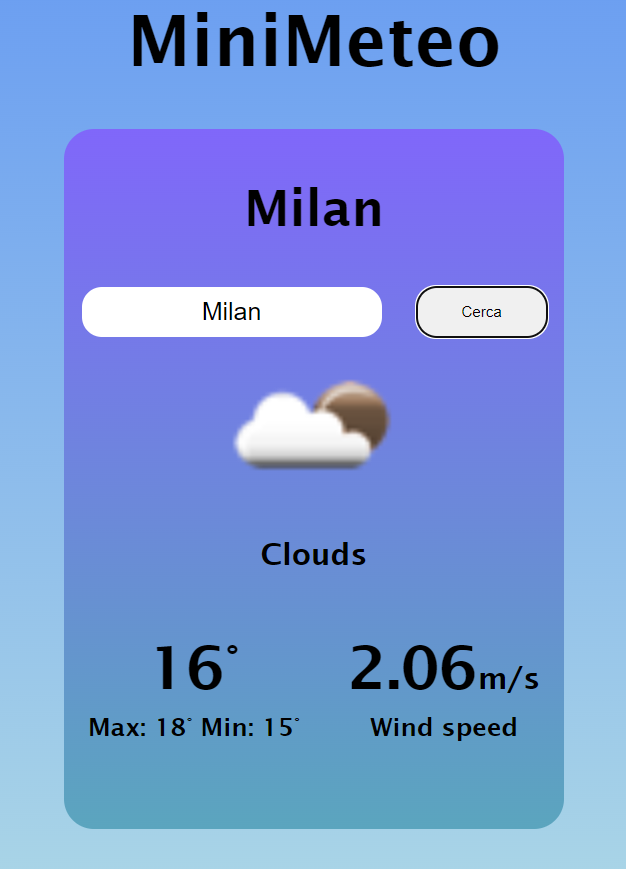 MiniMeteo
Milan
Milan Cerca
Clouds
16° 2.06m/s
Max: 18° Min: 15° Wind speed